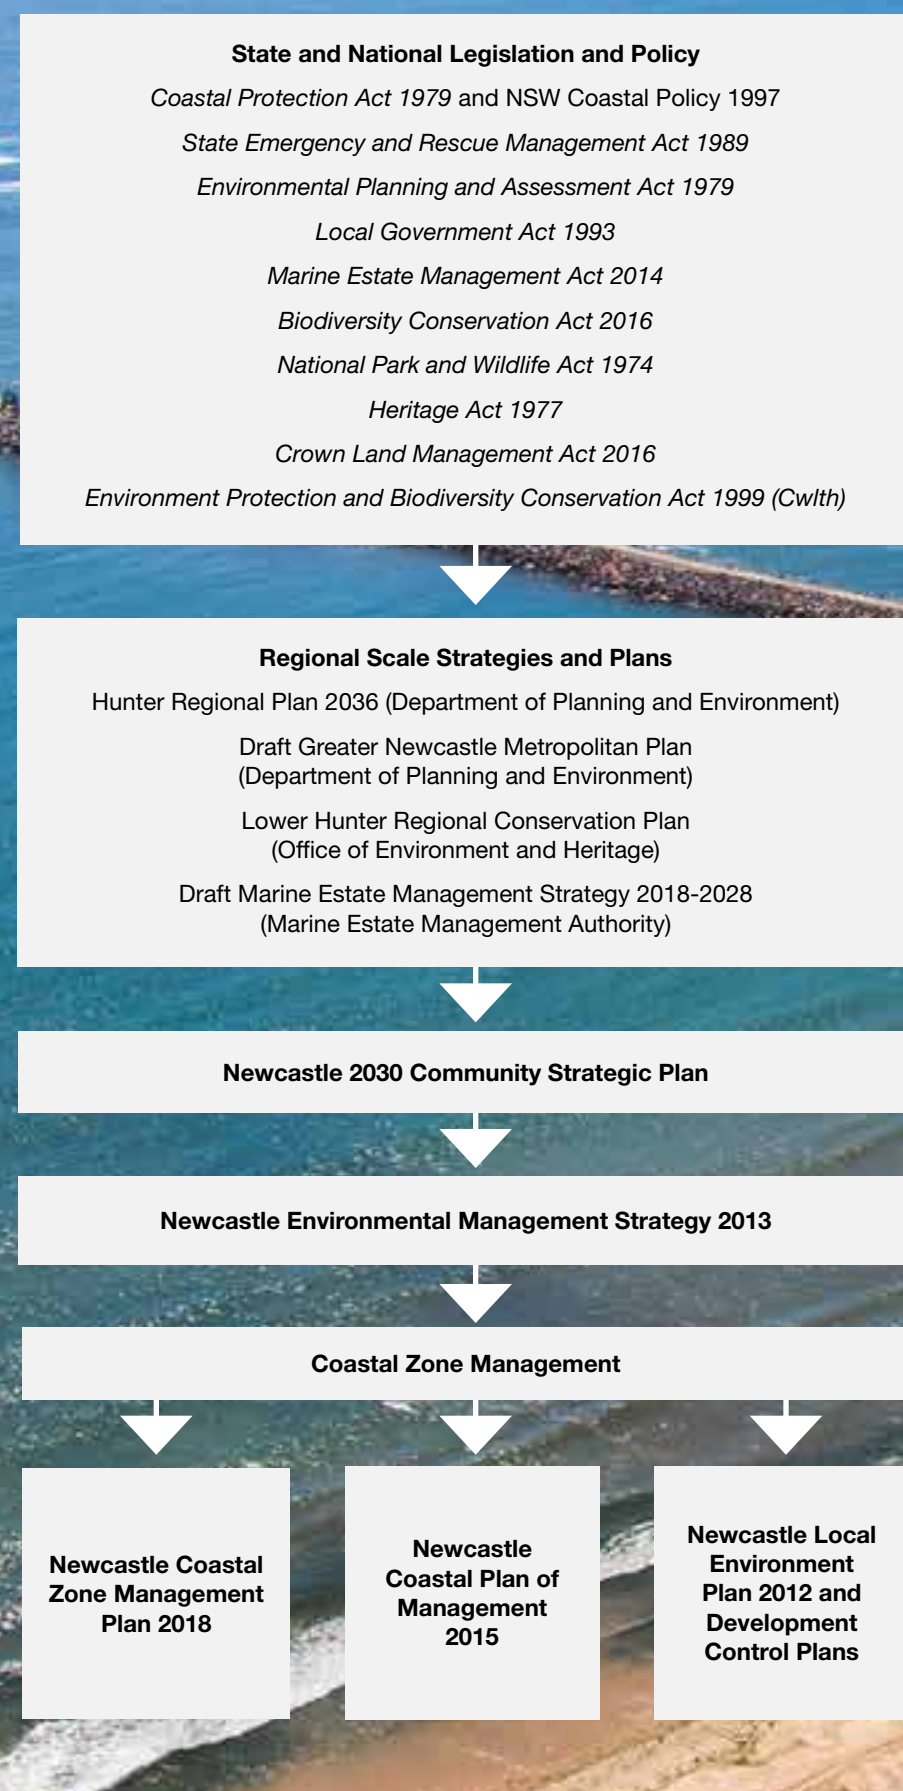 State and National Legislation and Policy
Coastal Protection Act 1979 and NSW Coastal Policy 1997
State Emergency and Rescue Management Act 1989
Environmental Planning and Assessment Act 1979
Local Government Act 1993
Marine Estate Management Act 2014
Biodiversity Conservation Act 2016
National Park and Wildlife Act 1974
Heritage Act 1977
Crown Land Management Act 2016
Environment Protection and Biodiversity Conservation Act 1999 (Cwlth)
Regional Scale Strategies and Plans
Hunter Regional Plan 2036 (Department of Planning and Environment)
Draft Greater Newcastle Metropolitan Plan
(Department of Planning and Environment)
Lower Hunter Regional Conservation Plan
(Office of Environment and Heritage)
Draft Marine Estate Management Strategy 2018-2028
(Marine Estate Management Authority)
Newcastle 2030 Community Strategic Plan
Newcastle Environmental Management Strategy 2013
Coastal Zone Management
Newcastle Coastal
Zone Management
Plan 2018
Newcastle
Coastal Plan of
Management
2015
Newcastle Local
Environment
Plan 2012 and
Development
Control Plans